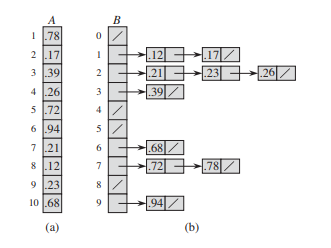 A B
1 .78 0 /
2 .17 1 .12 .17 /
3 .39 2 .21 .23 .26 /
4 .26 3 .39 /
5 .72 4 /
6 .94 5 /
7 .21 6 .68 /
8 .12 7 .72 .78 /
9 .23 8 /
10 .68 9 .94 /
(a) (b)